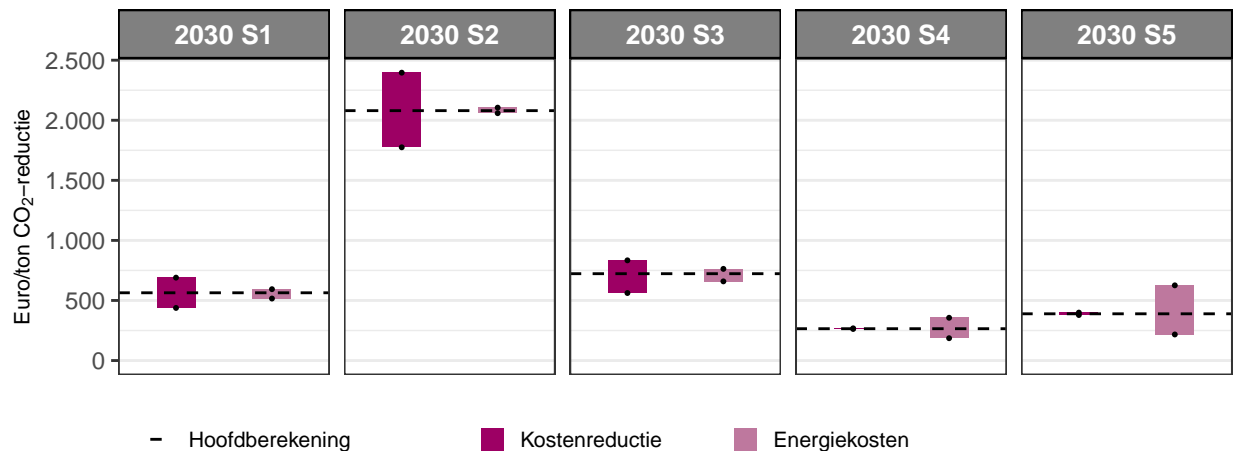 2030 S1 2030 S2 2030 S3 2030 S4 2030 S5
Euro/ton CO₂−reductie
2.500
2.000
1.500
1.000
500
0
Hoofdberekening Kostenreductie Energiekosten